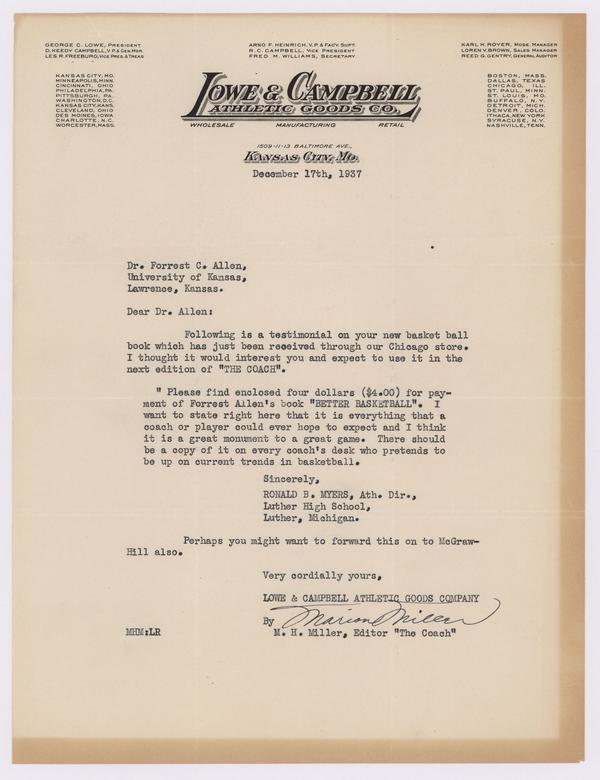 GEORGE C. LOWE, PRESIDENT
D. KEEDY CAMPBELL, V.P. & GEN. MGR.
LES R. FREEBURG, VICE PRES & TREAS
ARNO F. HEINRICH, V.P. & FACY. SUPT.
R. C. CAMPBELL, VICE PRESIDENT
FRED M. WILLIAMS, SECRETARY
KARL H. ROYER, MDSE. MANAGER
LOREN V. BROWN, SALES MANAGER
REED G. GENTRY, GENERAL AUDITOR
KANSAS CITY, MO.
MINNEAPOLIS, MINN.
CINCINNATI, OHIO
PHILADELPHIA, PA.
PITTSBURGH, PA.
WASHINGTON, D.C.
KANSAS CITY, KANS.
CLEVELAND, OHIO
DES MOINES, IOWA
CHARLOTTE, N.C.
WORCESTER, MASS.
LOWE & CAMPBELL
ATHLETIC GOODS CO.
WHOLESALE MANUFACTURING RETAIL
BOSTON, MASS.
DALLAS, TEXAS
CHICAGO, ILL.
ST. PAUL, MINN.
ST. LOUIS, MO.
BUFFALO, N.Y.
DETROIT, MICH.
DENVER, COLO.
ITHACA, NEW YORK
SYRACUSE, N.Y.
NASHVILLE, TENN.
1509-11-13 BALTIMORE AVE.,
KANSAS CITY, MO.
December 17th, 1937
Dr. Forrest C. Allen,
University of Kansas,
Lawrence, Kansas.
Dear Dr. Allen:
Following is a testimonial on your new basket ball
book which has just been received through our Chicago store.
I thought it would interest you and expect to use it in the
next edition of "THE COACH".
" Please find enclosed four dollars ($4.00) for pay-
ment of Forrest Allen's book "BETTER BASKETBALL". I
want to state right here that it is everything that a
coach or player could ever hope to expect and I think
it is a great monument to a great game. There should
be a copy of it on every coach's desk who pretends to
be up on current trends in basketball.
Sincerely,
RONALD B. MYERS, Ath. Dir.,
Luther High School,
Luther, Michigan.
Perhaps you might want to forward this on to McGraw-
Hill also.
Very cordially yours,
LOWE & CAMPBELL ATHLETIC GOODS COMPANY
By Marion Miller
MHM:LR M. H. Miller, Editor "The Coach"